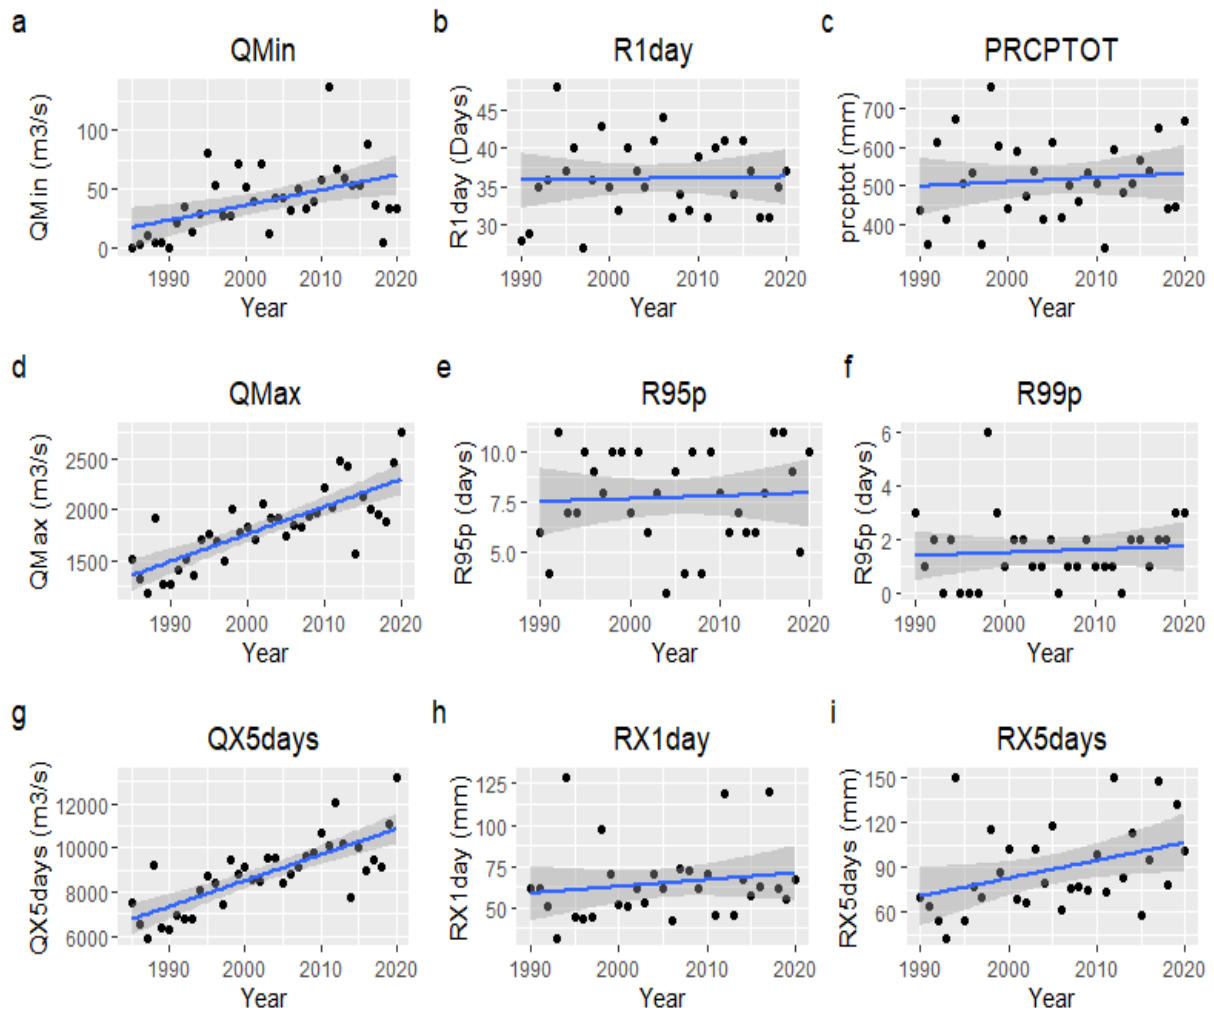 a
QMin
QMin (m3/s)
100
50
0
1990 2000 2010 2020
Year
b
R1day
R1day (Days)
45
40
35
30
1990 2000 2010 2020
Year
c
PRCPTOT
prcptot (mm)
700
600
500
400
1990 2000 2010 2020
Year
d
QMax
QMax (m3/s)
2500
2000
1500
1990 2000 2010 2020
Year
e
R95p
R95p (days)
10.0
7.5
5.0
1990 2000 2010 2020
Year
f
R99p
R95p (days)
6
4
2
0
1990 2000 2010 2020
Year
g
QX5days
QX5days (m3/s)
12000
10000
8000
6000
1990 2000 2010 2020
Year
h
RX1day
RX1day (mm)
125
100
75
50
1990 2000 2010 2020
Year
i
RX5days
RX5days (mm)
150
120
90
60
1990 2000 2010 2020
Year